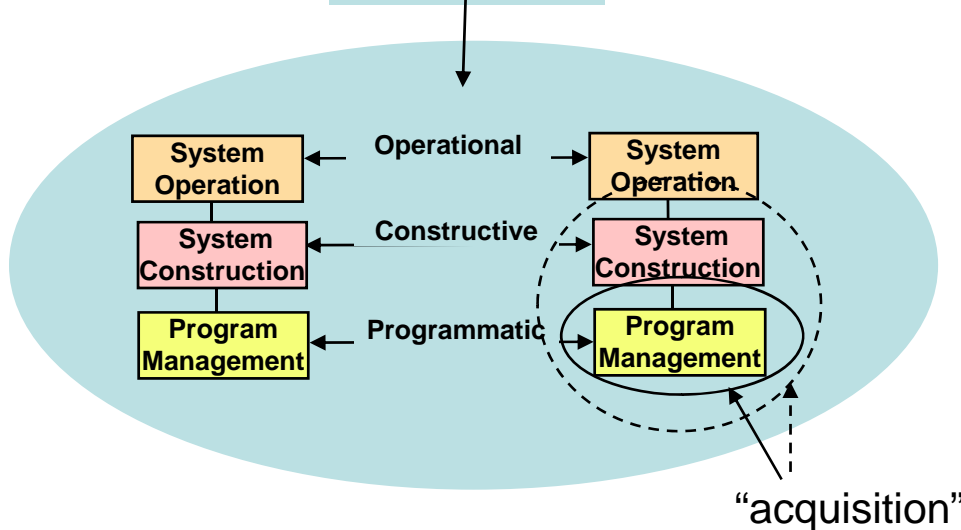 System
Operation
Operational
System
Operation
System
Construction
Constructive
System
Construction
Program
Management
Programmatic
Program
Management
“acquisition”